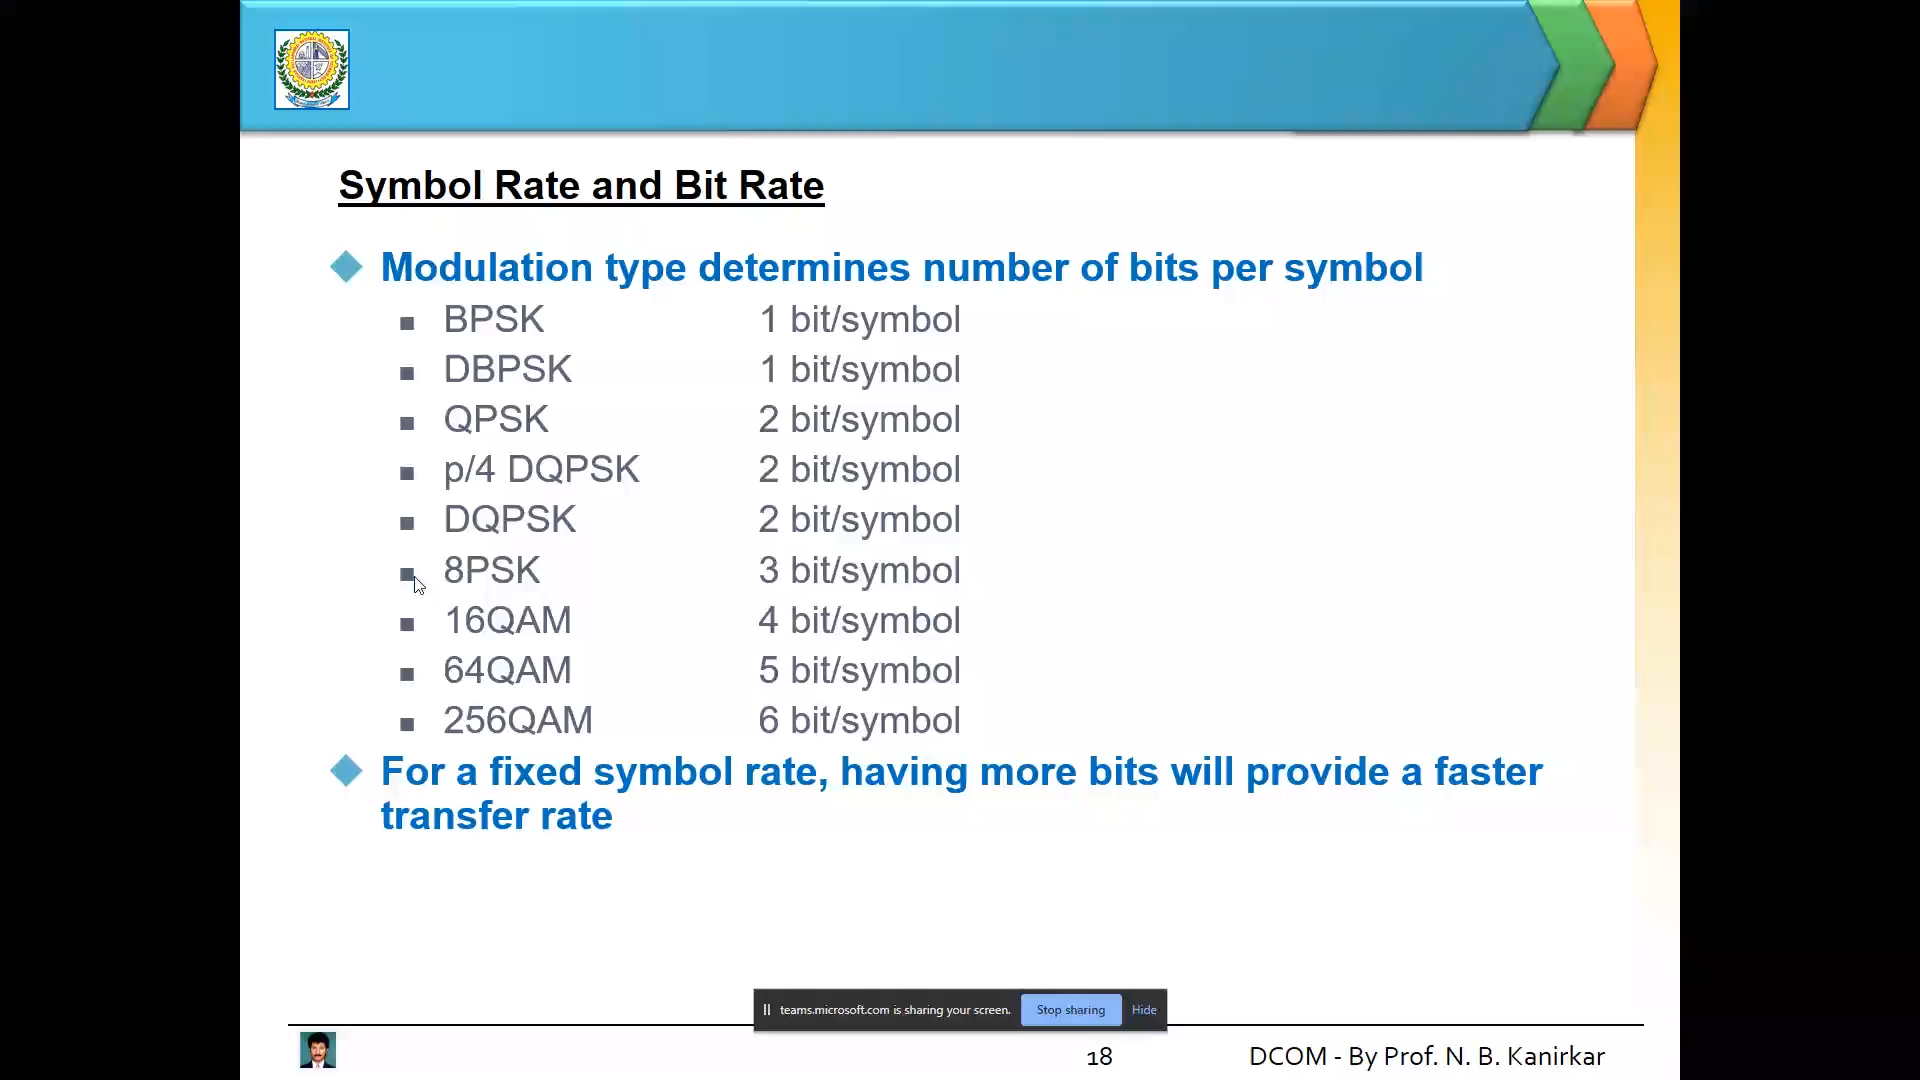 Symbol Rate and Bit Rate
Modulation type determines number of bits per symbol
BPSK 1 bit/symbol
DBPSK 1 bit/symbol
QPSK 2 bit/symbol
p/4 DQPSK 2 bit/symbol
DQPSK 2 bit/symbol
8PSK 3 bit/symbol
16QAM 4 bit/symbol
64QAM 5 bit/symbol
256QAM 6 bit/symbol
For a fixed symbol rate, having more bits will provide a faster
transfer rate
teams.microsoft.com is sharing your screen. Stop sharing Hide
18 DCOM - By Prof. N. B. Kanirkar